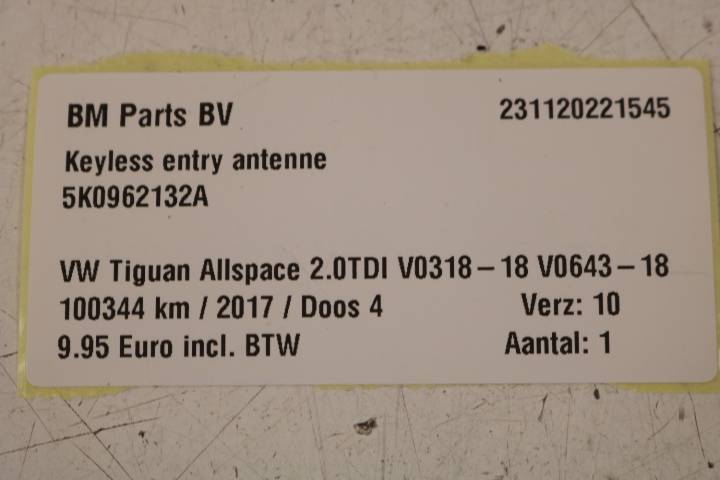 BM Parts BV 231120221545
Keyless entry antenne
5K0962132A
VW Tiguan Allspace 2.0TDI V0318-18 V0643-18
100344 km / 2017 / Doos 4 Verz: 10
9.95 Euro incl. BTW Aantal: 1